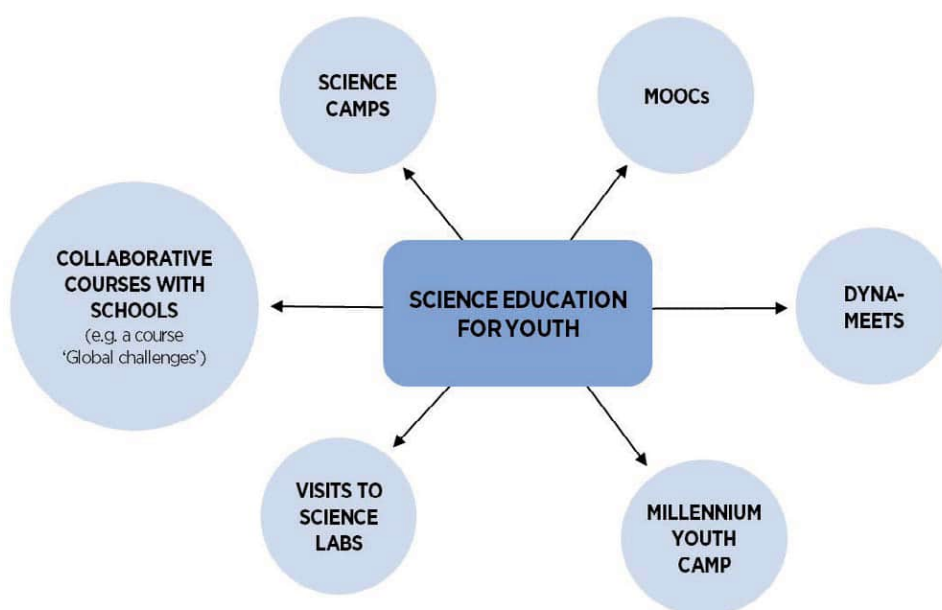 SCIENCE
CAMPS
MOOCs
COLLABORATIVE
COURSES WITH
SCHOOLS
(e.g. a course
‘Global challenges’)
SCIENCE EDUCATION
FOR YOUTH
DYNA-
MEETS
VISITS TO
SCIENCE
LABS
MILLENNIUM
YOUTH
CAMP